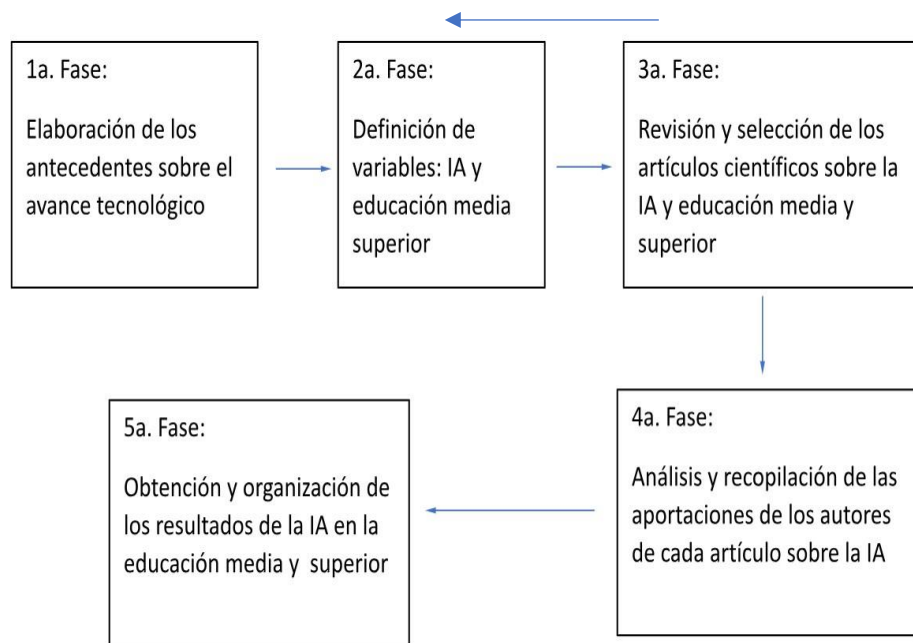 1a. Fase:
Elaboración de los
antecedentes sobre el
avance tecnológico
2a. Fase:
Definición de
variables: IA y
educación media
superior
3a. Fase:
Revisión y selección de los
artículos científicos sobre la
IA y educación media y
superior
4a. Fase:
Análisis y recopilación de las
aportaciones de los autores
de cada artículo sobre la IA
5a. Fase:
Obtención y organización de
los resultados de la IA en la
educación media y superior